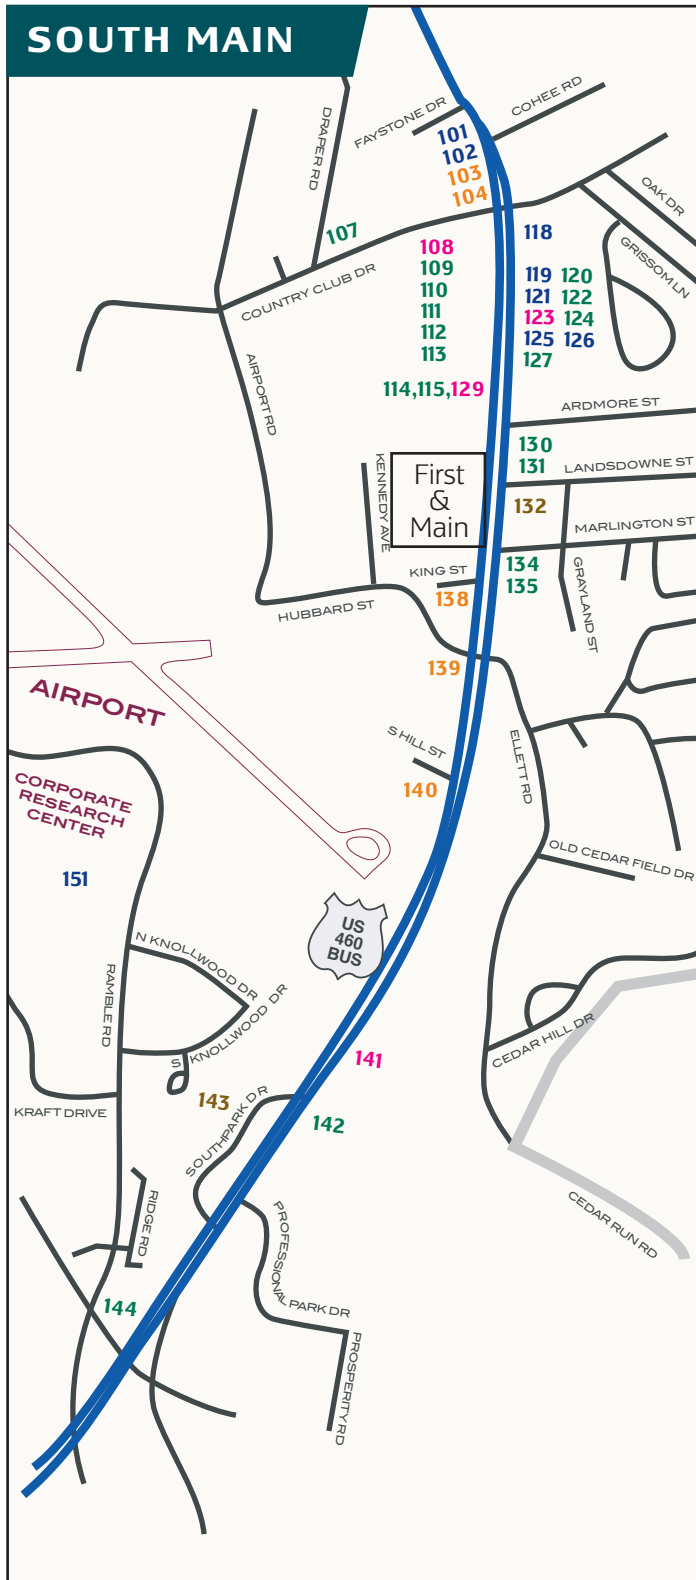 SOUTH MAIN
FAYSTONE DR
COHEE RD
DRAPER RD
101
102
103
104
OAK DR
GRISSOM LN
107
COUNTRY CLUB DR
108
109
110
111
112
113
114,115,129
118
119 120
121 122
123 124
125 126
127
AIRPORT RD
ARDMORE ST
130
131
LANDSDOWNE ST
KENNEDY AVE
First
&
Main
132
MARLINGTON ST
134
135
KING ST
138
HUBBARD ST
GRAYLAND ST
139
AIRPORT
S HILL ST
140
ELLETT RD
CORPORATE
RESEARCH
CENTER
151
OLD CEDAR FIELD DR
US
460
BUS
N KNOLLWOOD DR
S KNOLLWOOD DR
RAMBLE RD
CEDAR HILL DR
141
143
142
KRAFT DRIVE
SOUTHPARK DR
RIDGE RD
PROFESSIONAL PARK DR
CEDAR RUN RD
144
PROSPERITY RD